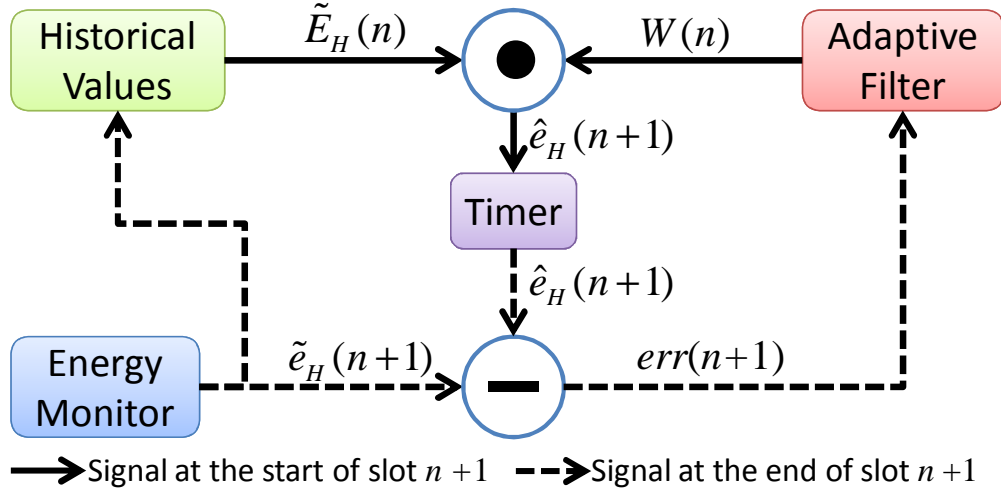 Historical
Values
Ẽ_H(n)
W(n)
Adaptive
Filter
ê_H(n+1)
Timer
ê_H(n+1)
Energy
Monitor
ẽ_H(n+1)
err(n+1)
Signal at the start of slot n +1
Signal at the end of slot n+1